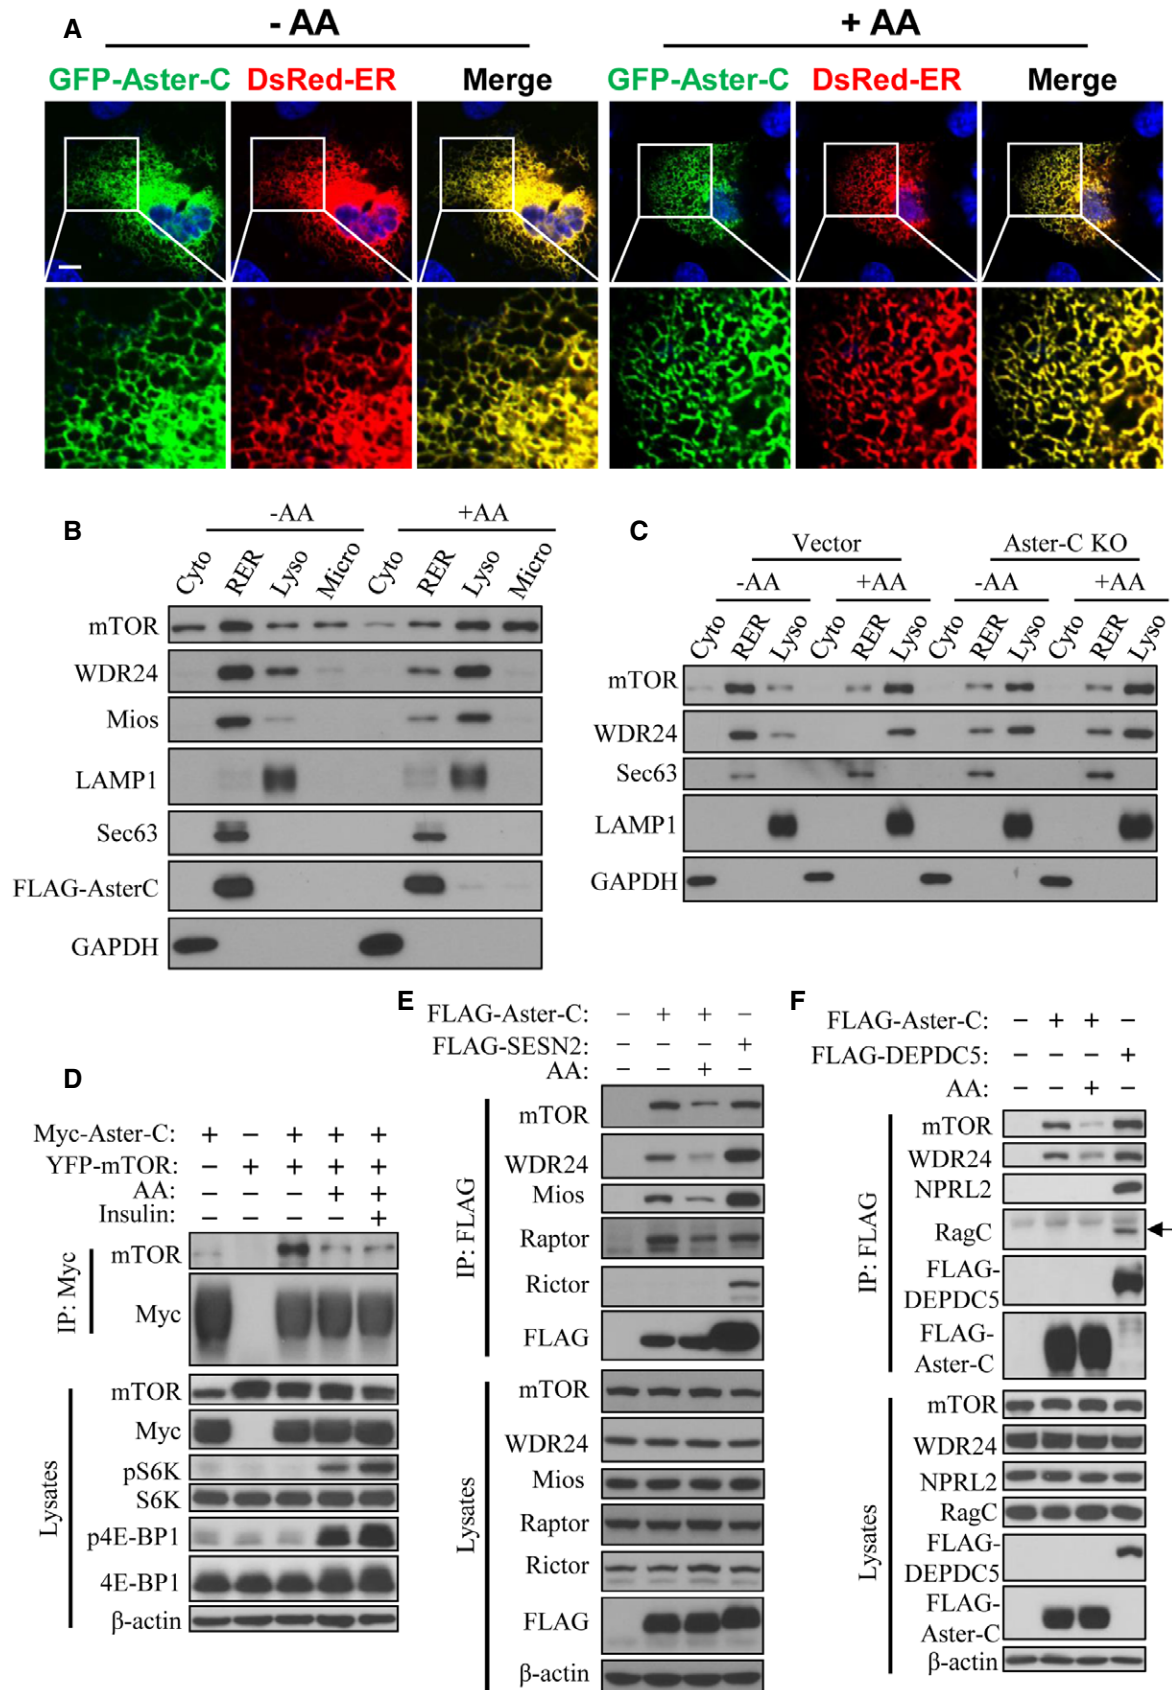 A
- AA
+ AA
GFP-Aster-C DsRed-ER Merge
GFP-Aster-C DsRed-ER Merge
B
-AA +AA
Cyto RER Lyso Micro Cyto RER Lyso Micro
mTOR
WDR24
Mios
LAMP1
Sec63
FLAG-AsterC
GAPDH
C
Vector Aster-C KO
-AA +AA -AA +AA
Cyto RER Lyso Cyto RER Lyso Cyto RER Lyso Cyto RER Lyso
mTOR
WDR24
Sec63
LAMP1
GAPDH
D
Myc-Aster-C: + − + + +
YFP-mTOR: − + + + +
AA: − − − + +
Insulin: − − − − +
IP: Myc
mTOR
Myc
Lysates
mTOR
Myc
pS6K
S6K
p4E-BP1
4E-BP1
β-actin
E
FLAG-Aster-C: − + + −
FLAG-SESN2: − − − +
AA: − − + −
IP: FLAG
mTOR
WDR24
Mios
Raptor
Rictor
FLAG
Lysates
mTOR
WDR24
Mios
Raptor
Rictor
FLAG
β-actin
F
FLAG-Aster-C: − + + −
FLAG-DEPDC5: − − − +
AA: − − + −
IP: FLAG
mTOR
WDR24
NPRL2
RagC
FLAG-
DEPDC5
FLAG-
Aster-C
Lysates
mTOR
WDR24
NPRL2
RagC
FLAG-
DEPDC5
FLAG-
Aster-C
β-actin